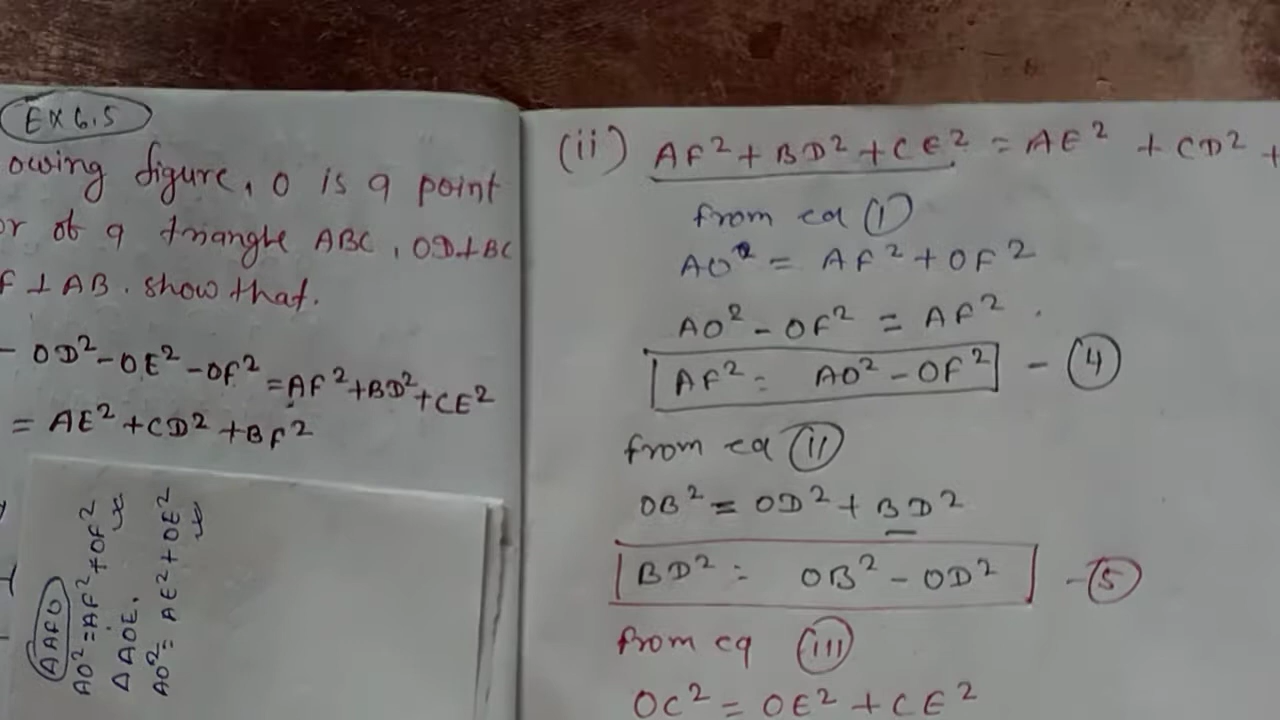 EX 6.5
owing figure, O is a point
or of a triangle ABC, OD⊥BC
F ⊥ AB. show that.
- OD²-OE²-OF² = AF²+BD²+CE²
= AE² + CD² + BF²
△AFO
AO² = AF² + OF²
△AOE.
AO² = AE² + OE²
(ii) AF² + BD² + CE² = AE² + CD² +
from eq (i)
AO² = AF² + OF²
AO² - OF² = AF².
AF² = AO² - OF² - (4)
from eq (ii)
OB² = OD² + BD²
BD² = OB² - OD² - (5)
from eq (iii)
OC² = OE² + CE²